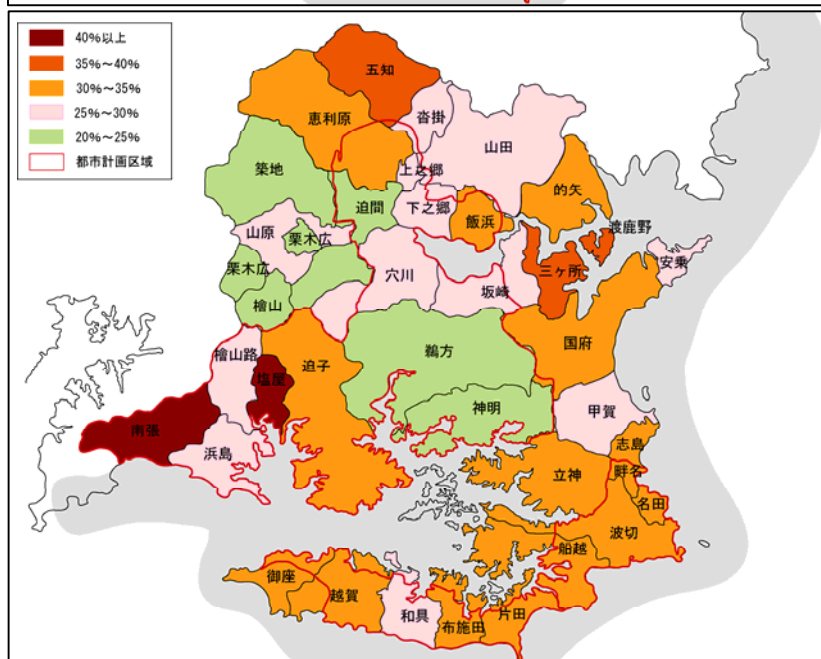 40%以上
35%~40%
30%~35%
25%~30%
20%~25%
都市計画区域
五知
恵利原
沓掛
山田
築地
上之郷
的矢
迫間
下之郷
飯浜
渡鹿野
山原
栗木広
安乗
栗木広
穴川
三ヶ所
坂崎
檜山
国府
檜山路
迫子
鵜方
塩屋
神明
甲賀
南張
浜島
志島
立神
畔名
名田
波切
船越
御座
越賀
和具
片田
布施田